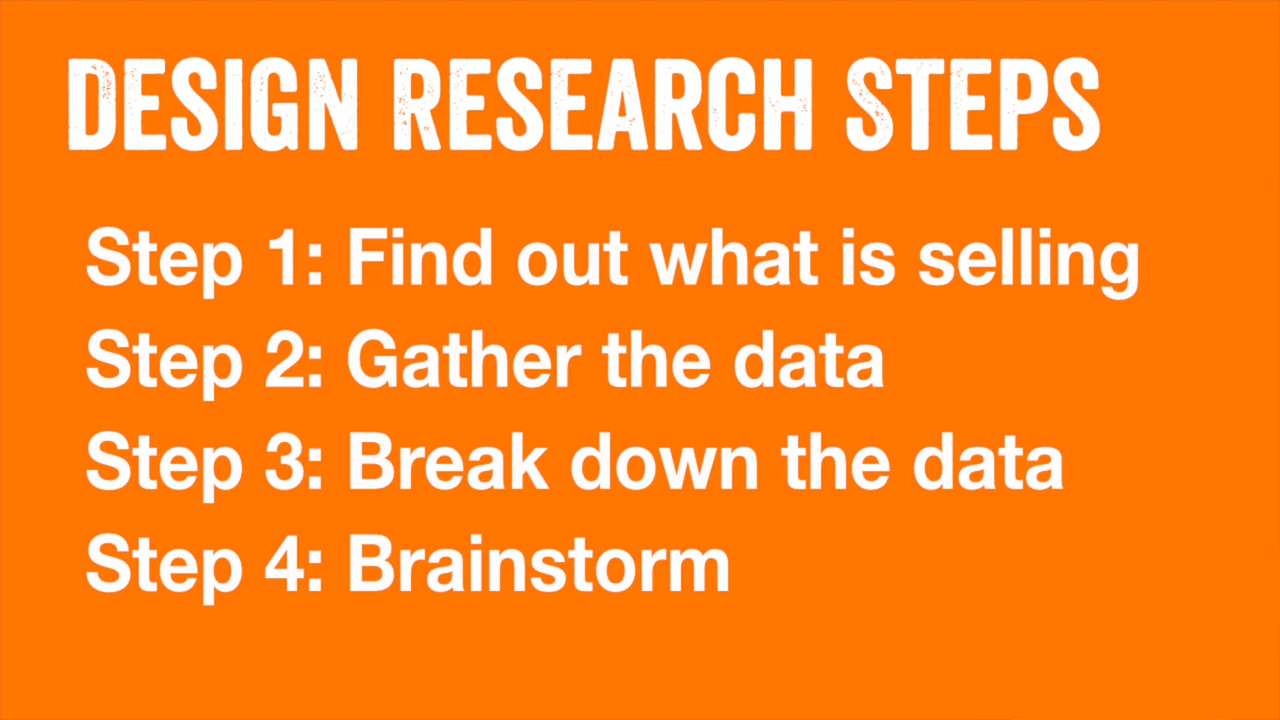 DESIGN RESEARCH STEPS
Step 1: Find out what is selling
Step 2: Gather the data
Step 3: Break down the data
Step 4: Brainstorm